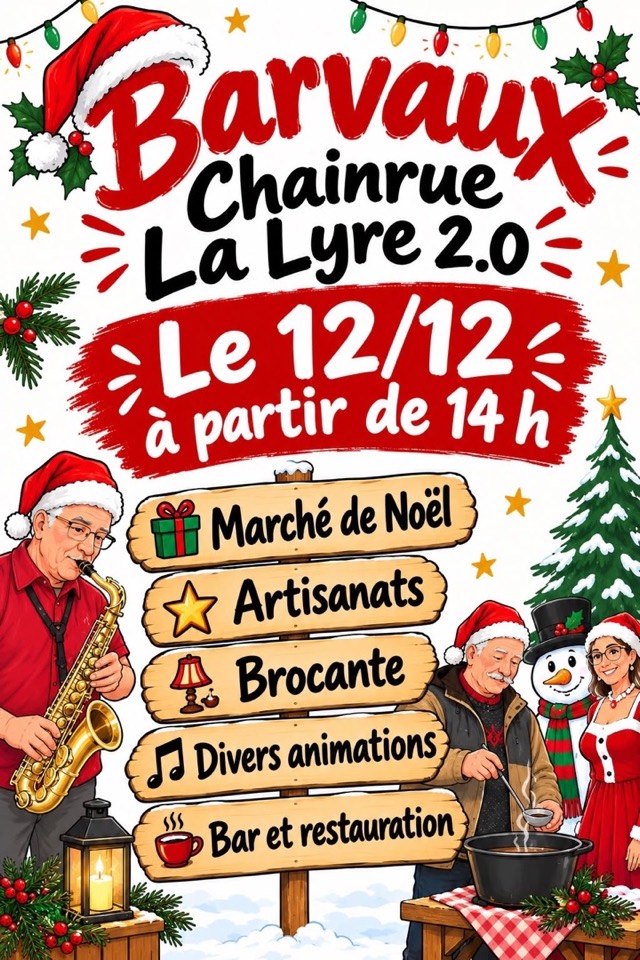 Barvaux
Chainrue
La Lyre 2.0
Le 12/12
à partir de 14 h
Marché de Noël
Artisanats
Brocante
Divers animations
Bar et restauration